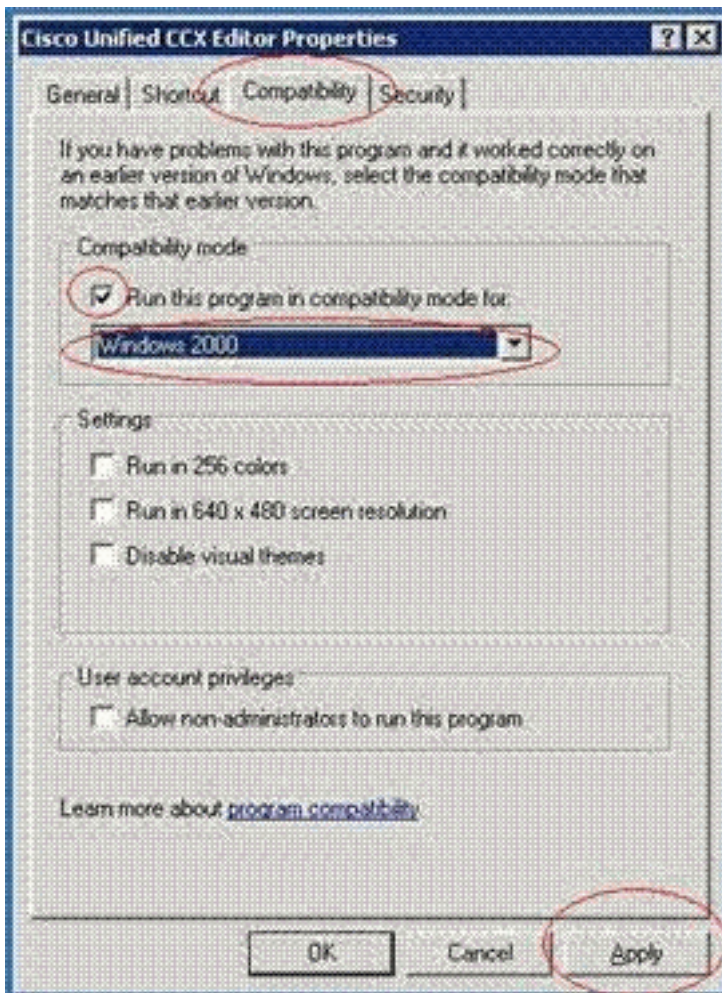 Cisco Unified CCX Editor Properties
General Shortcut Compatibility Security
If you have problems with this program and it worked correctly on
an earlier version of Windows, select the compatibility mode that
matches that earlier version.
Compatibility mode
Run this program in compatibility mode for:
Windows 2000
Settings
Run in 256 colors
Run in 640 x 480 screen resolution
Disable visual themes
User account privileges
Allow non-administrators to run this program
Learn more about program compatibility.
OK Cancel Apply